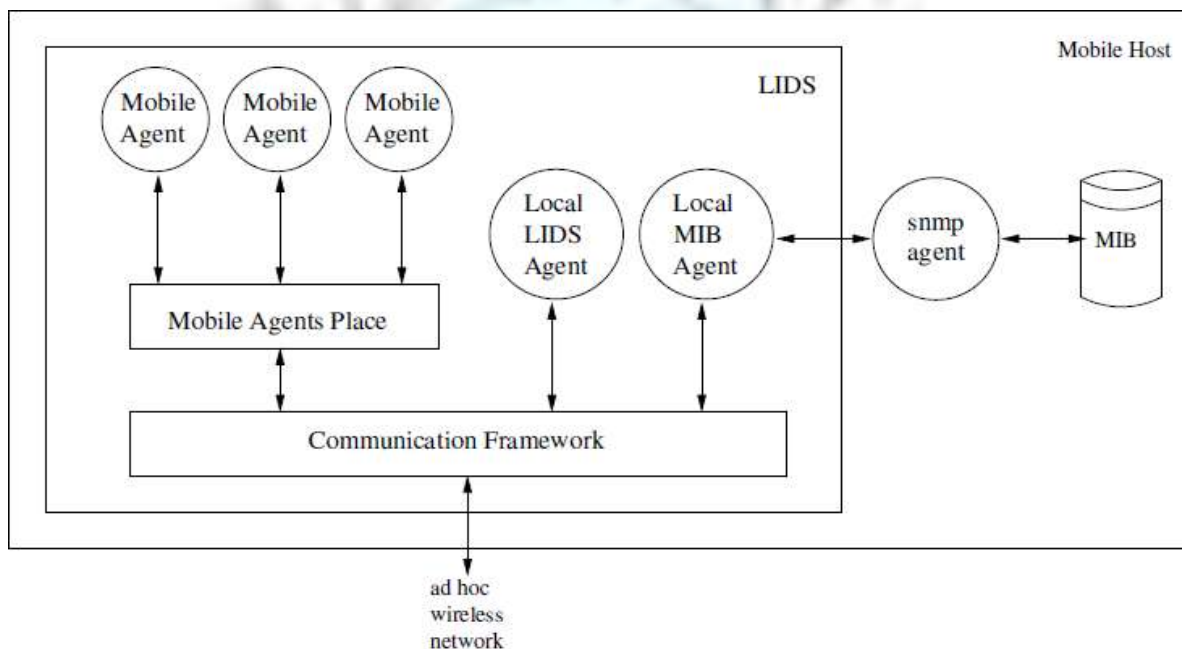 Mobile Host
LIDS
Mobile
Agent
Mobile
Agent
Mobile
Agent
Local
LIDS
Agent
Local
MIB
Agent
snmp
agent
MIB
Mobile Agents Place
Communication Framework
ad hoc
wireless
network